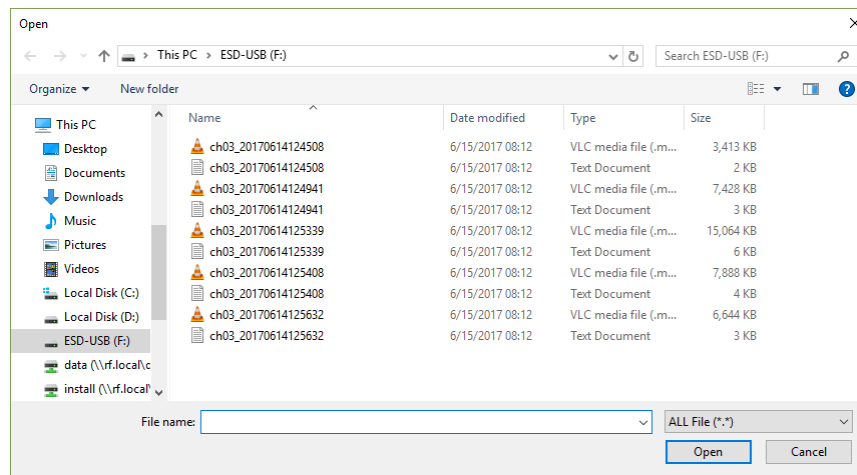 Open
This PC > ESD-USB (F:)
Search ESD-USB (F:)
Organize
New folder
Name Date modified Type Size
This PC
Desktop
Documents
Downloads
Music
Pictures
Videos
Local Disk (C:)
Local Disk (D:)
ESD-USB (F:)
data (\\rf.local\c
install (\\rf.local\
ch03_20170614124508 6/15/2017 08:12 VLC media file (.m... 3,413 KB
ch03_20170614124508 6/15/2017 08:12 Text Document 2 KB
ch03_20170614124941 6/15/2017 08:12 VLC media file (.m... 7,428 KB
ch03_20170614124941 6/15/2017 08:12 Text Document 3 KB
ch03_20170614125339 6/15/2017 08:12 VLC media file (.m... 15,064 KB
ch03_20170614125339 6/15/2017 08:12 Text Document 6 KB
ch03_20170614125408 6/15/2017 08:12 VLC media file (.m... 7,888 KB
ch03_20170614125408 6/15/2017 08:12 Text Document 4 KB
ch03_20170614125632 6/15/2017 08:12 VLC media file (.m... 6,644 KB
ch03_20170614125632 6/15/2017 08:12 Text Document 3 KB
File name:
ALL File (*.*)
Open
Cancel